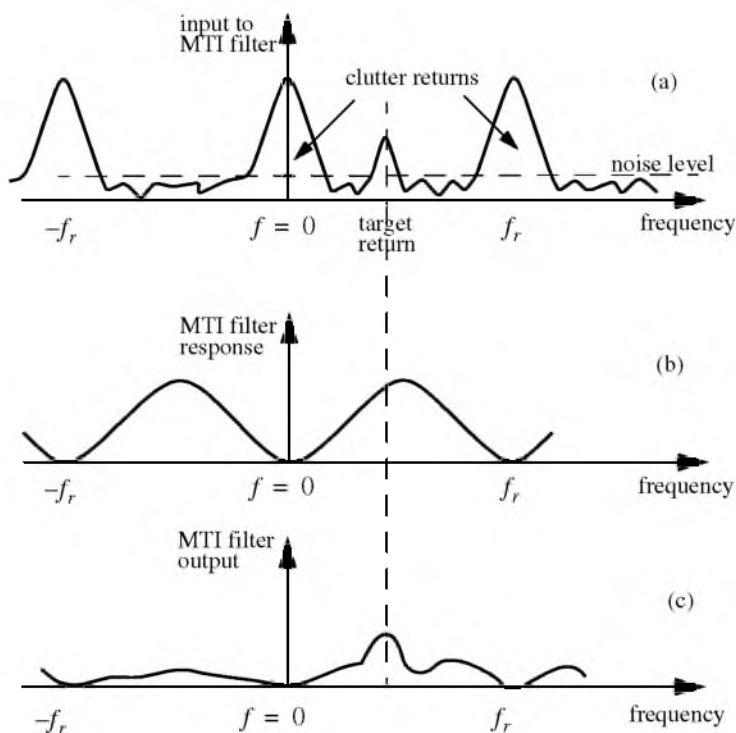 input to
MTI filter
clutter returns
(a)
noise level
–f_r
f = 0
target
return
f_r
frequency
MTI filter
response
(b)
–f_r
f = 0
f_r
frequency
MTI filter
output
(c)
–f_r
f = 0
f_r
frequency